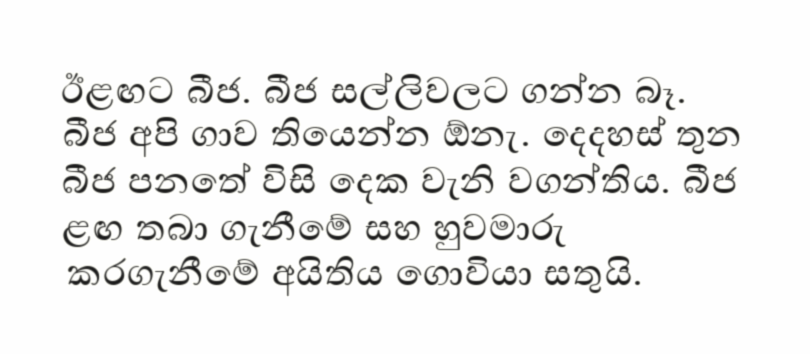 ඊළඟට බීජ. බීජ සල්ලිවලට ගන්න බෑ.
බීජ අපි ගාව තියෙන්න ඕනැ. දෙදහස් තුන
බීජ පනතේ විසි දෙක වැනි වගන්තිය. බීජ
ළඟ තබා ගැනීමේ සහ හුවමාරු
කරගැනීමේ අයිතිය ගොවියා සතුයි.